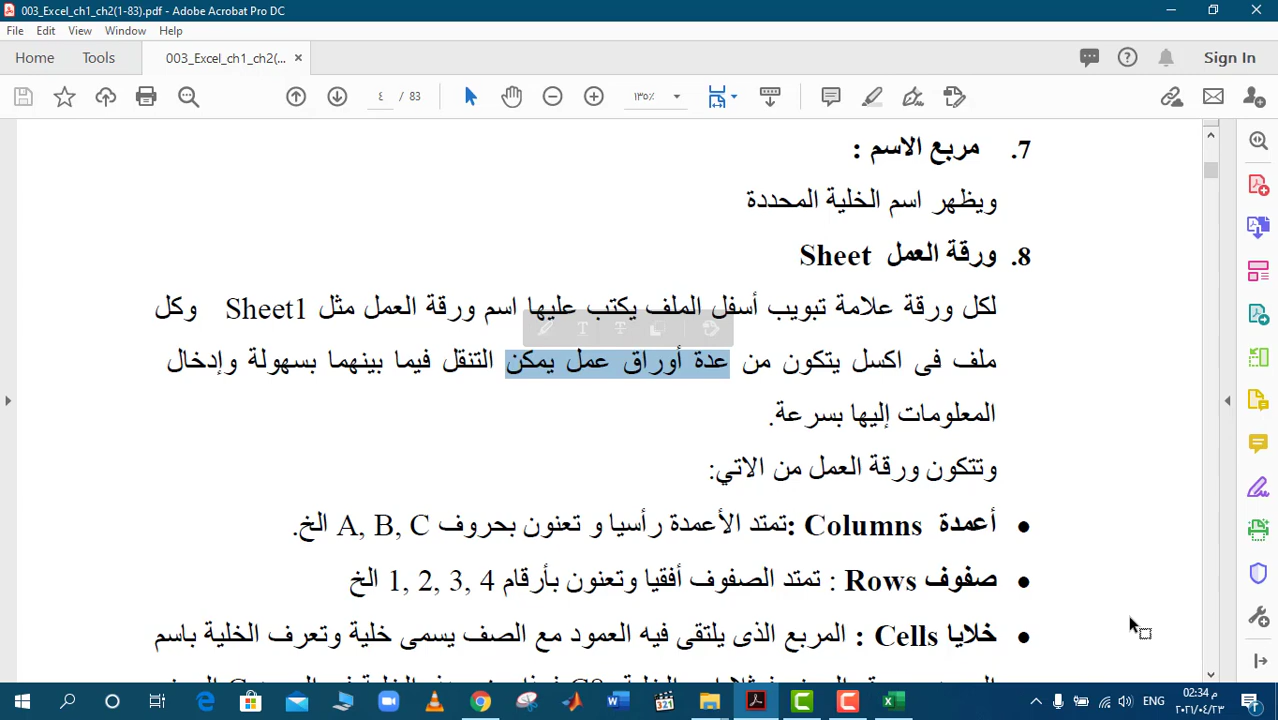 003_Excel_ch1_ch2(1-83).pdf - Adobe Acrobat Pro DC
File Edit View Window Help
Home Tools 003_Excel_ch1_ch2(... Sign In
٤ / 83 ١٣٥٪
7. مربع الاسم :
ويظهر اسم الخلية المحددة
8. ورقة العمل Sheet
لكل ورقة علامة تبويب أسفل الملف يكتب عليها اسم ورقة العمل مثل Sheet1 وكل
ملف فى اكسل يتكون من عدة أوراق عمل يمكن التنقل فيما بينهما بسهولة وإدخال
المعلومات إليها بسرعة.
وتتكون ورقة العمل من الاتي:
• أعمدة Columns :تمتد الأعمدة رأسيا و تعنون بحروف A, B, C الخ.
• صفوف Rows : تمتد الصفوف أفقيا وتعنون بأرقام 1, 2, 3, 4 الخ
• خلايا Cells : المربع الذى يلتقى فيه العمود مع الصف يسمى خلية وتعرف الخلية باسم
ENG م 02:34
٢٠٢١/٠٤/٢٣